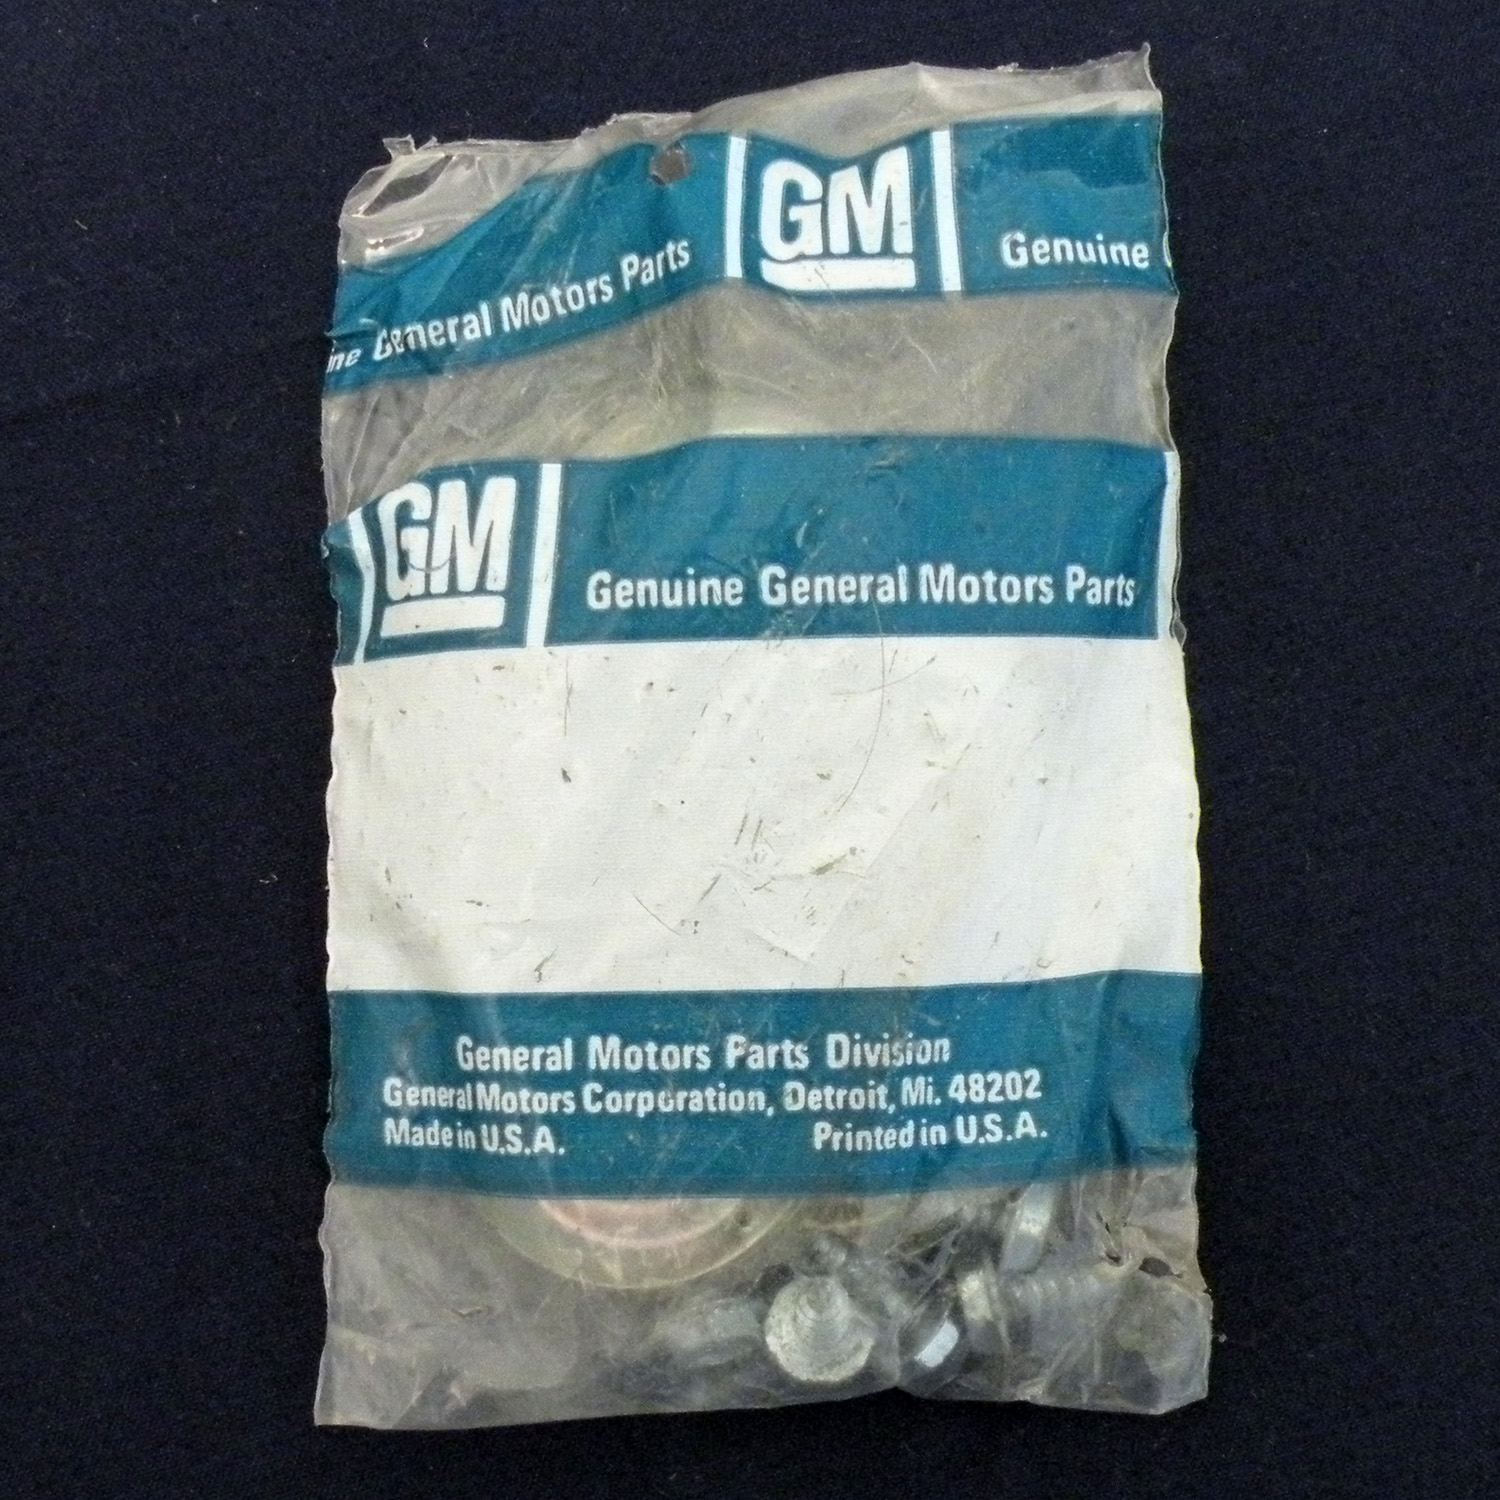 ine General Motors Parts GM Genuine
GM Genuine General Motors Parts
General Motors Parts Division
General Motors Corporation, Detroit, Mi. 48202
Made in U.S.A. Printed in U.S.A.